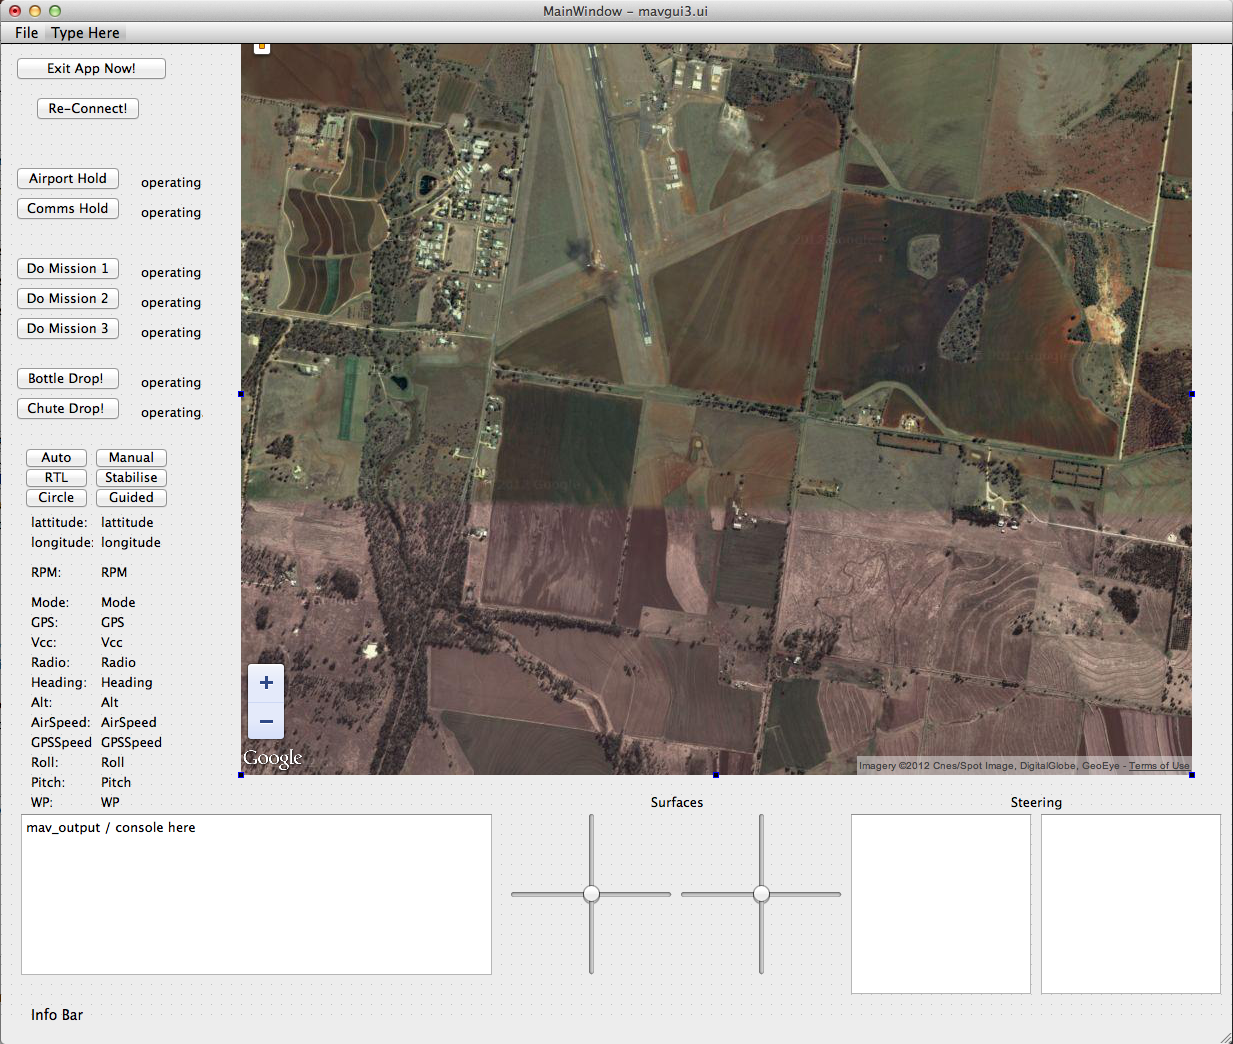 MainWindow - mavgui3.ui
File Type Here
Exit App Now!
Re-Connect!
Airport Hold operating
Comms Hold operating
Do Mission 1 operating
Do Mission 2 operating
Do Mission 3 operating
Bottle Drop! operating
Chute Drop! operating
Auto Manual
RTL Stabilise
Circle Guided
lattitude: lattitude
longitude: longitude
RPM: RPM
Mode: Mode
GPS: GPS
Vcc: Vcc
Radio: Radio
Heading: Heading
Alt: Alt
AirSpeed: AirSpeed
GPSSpeed GPSSpeed
Roll: Roll
Pitch: Pitch
WP: WP
+
−
Google
Imagery ©2012 Cnes/Spot Image, DigitalGlobe, GeoEye - Terms of Use
Surfaces
Steering
mav_output / console here
Info Bar